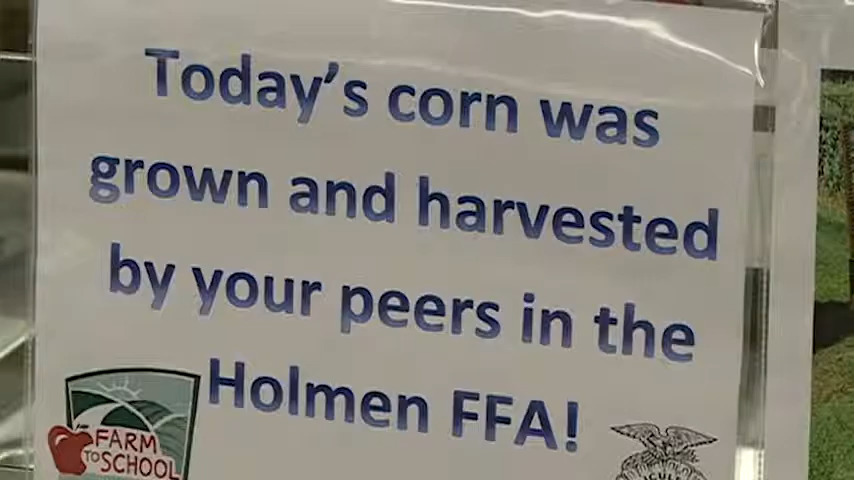 Today's corn was
grown and harvested
by your peers in the
Holmen FFA!
FARM
TO SCHOOL